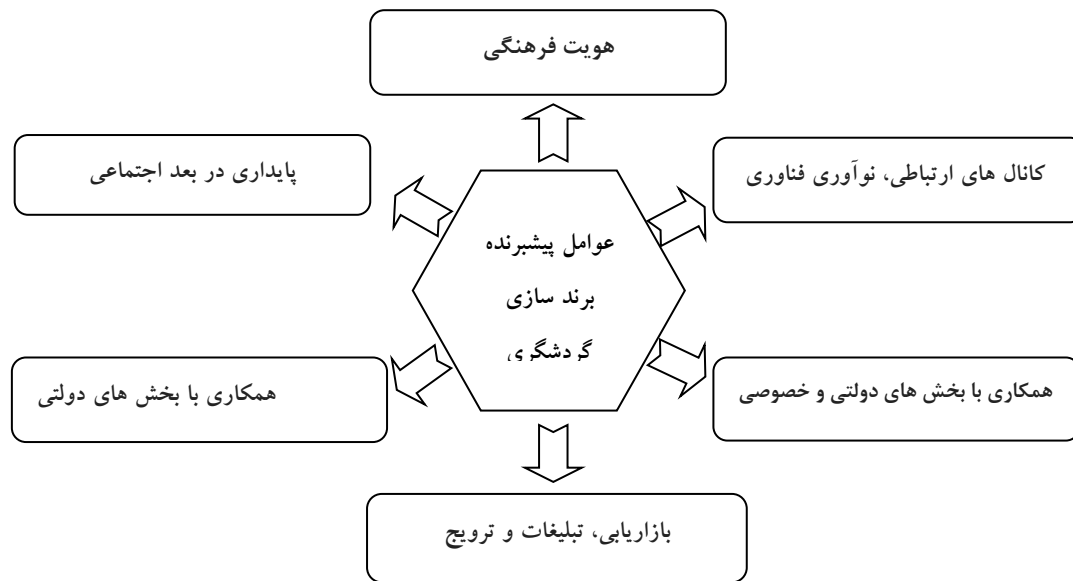 هویت فرهنگی
کانال های ارتباطی، نوآوری فناوری
پایداری در بعد اجتماعی
عوامل پیشبرنده
برند سازی
گردشگری
همکاری با بخش های دولتی و خصوصی
همکاری با بخش های دولتی
بازاریابی، تبلیغات و ترویج